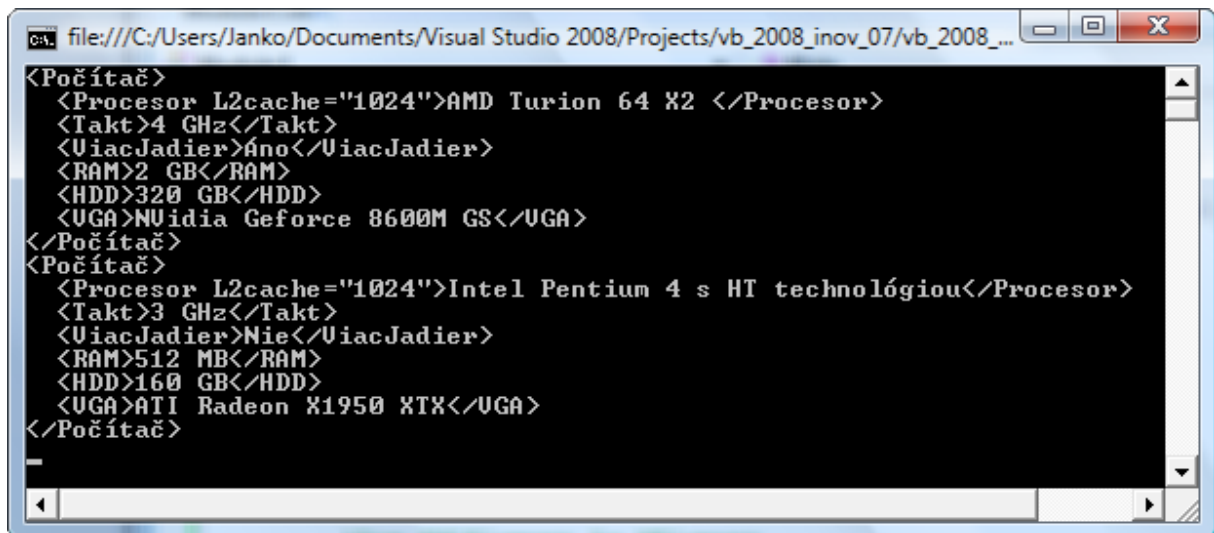 file:///C:/Users/Janko/Documents/Visual Studio 2008/Projects/vb_2008_inov_07/vb_2008_...
<Počítač>
  <Procesor L2cache="1024">AMD Turion 64 X2 </Procesor>
  <Takt>4 GHz</Takt>
  <ViacJadier>Áno</ViacJadier>
  <RAM>2 GB</RAM>
  <HDD>320 GB</HDD>
  <VGA>NVidia Geforce 8600M GS</VGA>
</Počítač>
<Počítač>
  <Procesor L2cache="1024">Intel Pentium 4 s HT technológiou</Procesor>
  <Takt>3 GHz</Takt>
  <ViacJadier>Nie</ViacJadier>
  <RAM>512 MB</RAM>
  <HDD>160 GB</HDD>
  <VGA>ATI Radeon X1950 XTX</VGA>
</Počítač>